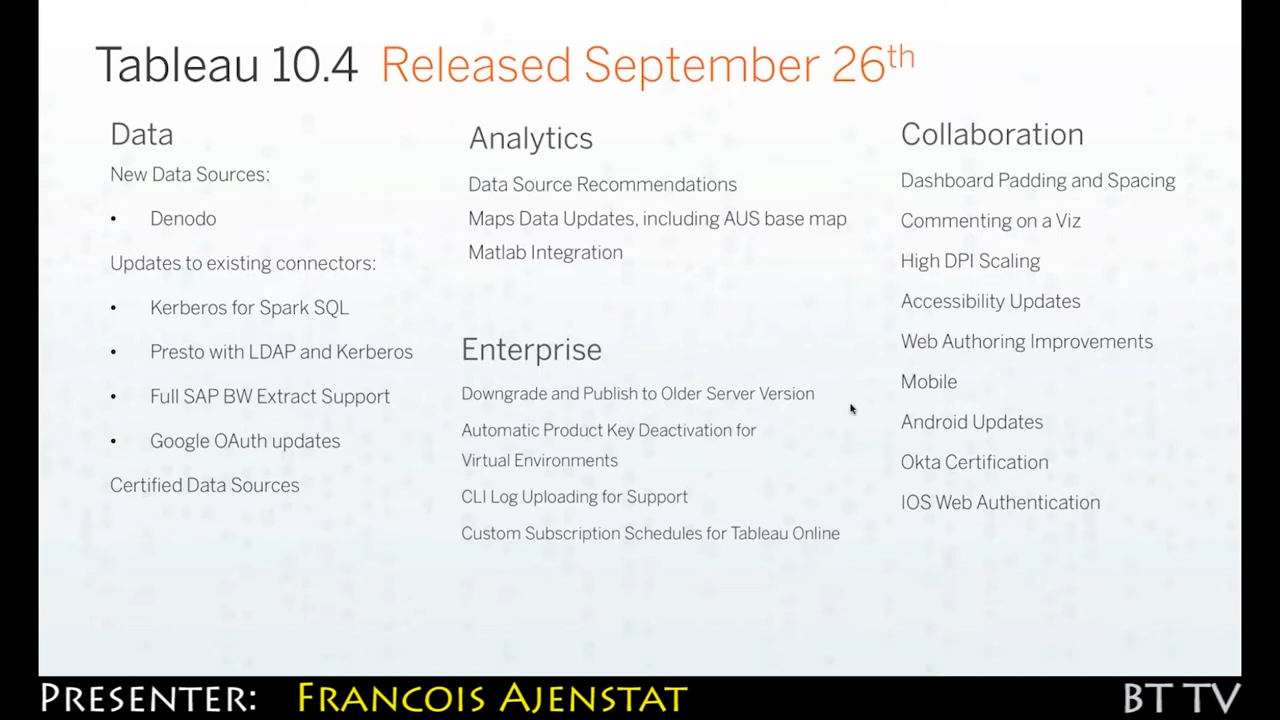 Tableau 10.4 Released September 26th
Data
New Data Sources:
• Denodo
Updates to existing connectors:
• Kerberos for Spark SQL
• Presto with LDAP and Kerberos
• Full SAP BW Extract Support
• Google OAuth updates
Certified Data Sources
Analytics
Data Source Recommendations
Maps Data Updates, including AUS base map
Matlab Integration
Enterprise
Downgrade and Publish to Older Server Version
Automatic Product Key Deactivation for
Virtual Environments
CLI Log Uploading for Support
Custom Subscription Schedules for Tableau Online
Collaboration
Dashboard Padding and Spacing
Commenting on a Viz
High DPI Scaling
Accessibility Updates
Web Authoring Improvements
Mobile
Android Updates
Okta Certification
IOS Web Authentication
Presenter: Francois Ajenstat
BT TV